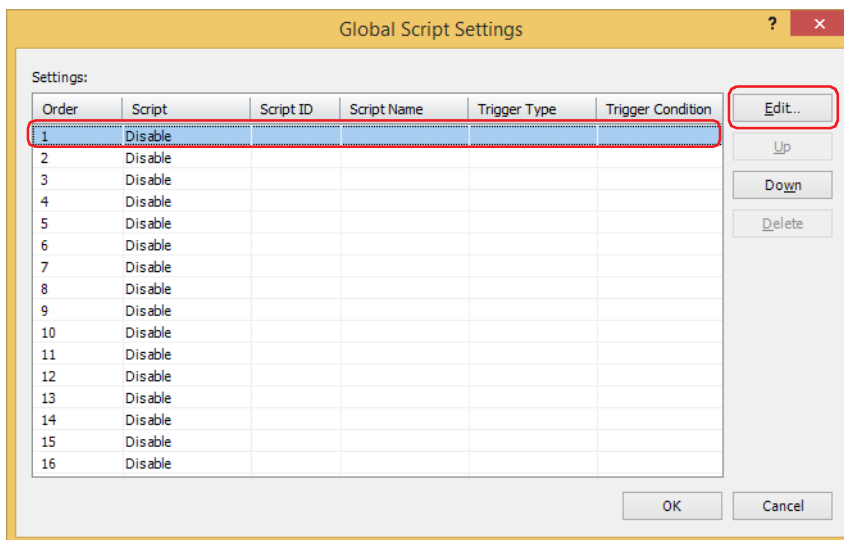 Global Script Settings
? ×
Settings:
Order Script Script ID Script Name Trigger Type Trigger Condition
1 Disable
2 Disable
3 Disable
4 Disable
5 Disable
6 Disable
7 Disable
8 Disable
9 Disable
10 Disable
11 Disable
12 Disable
13 Disable
14 Disable
15 Disable
16 Disable
Edit...
Up
Down
Delete
OK Cancel